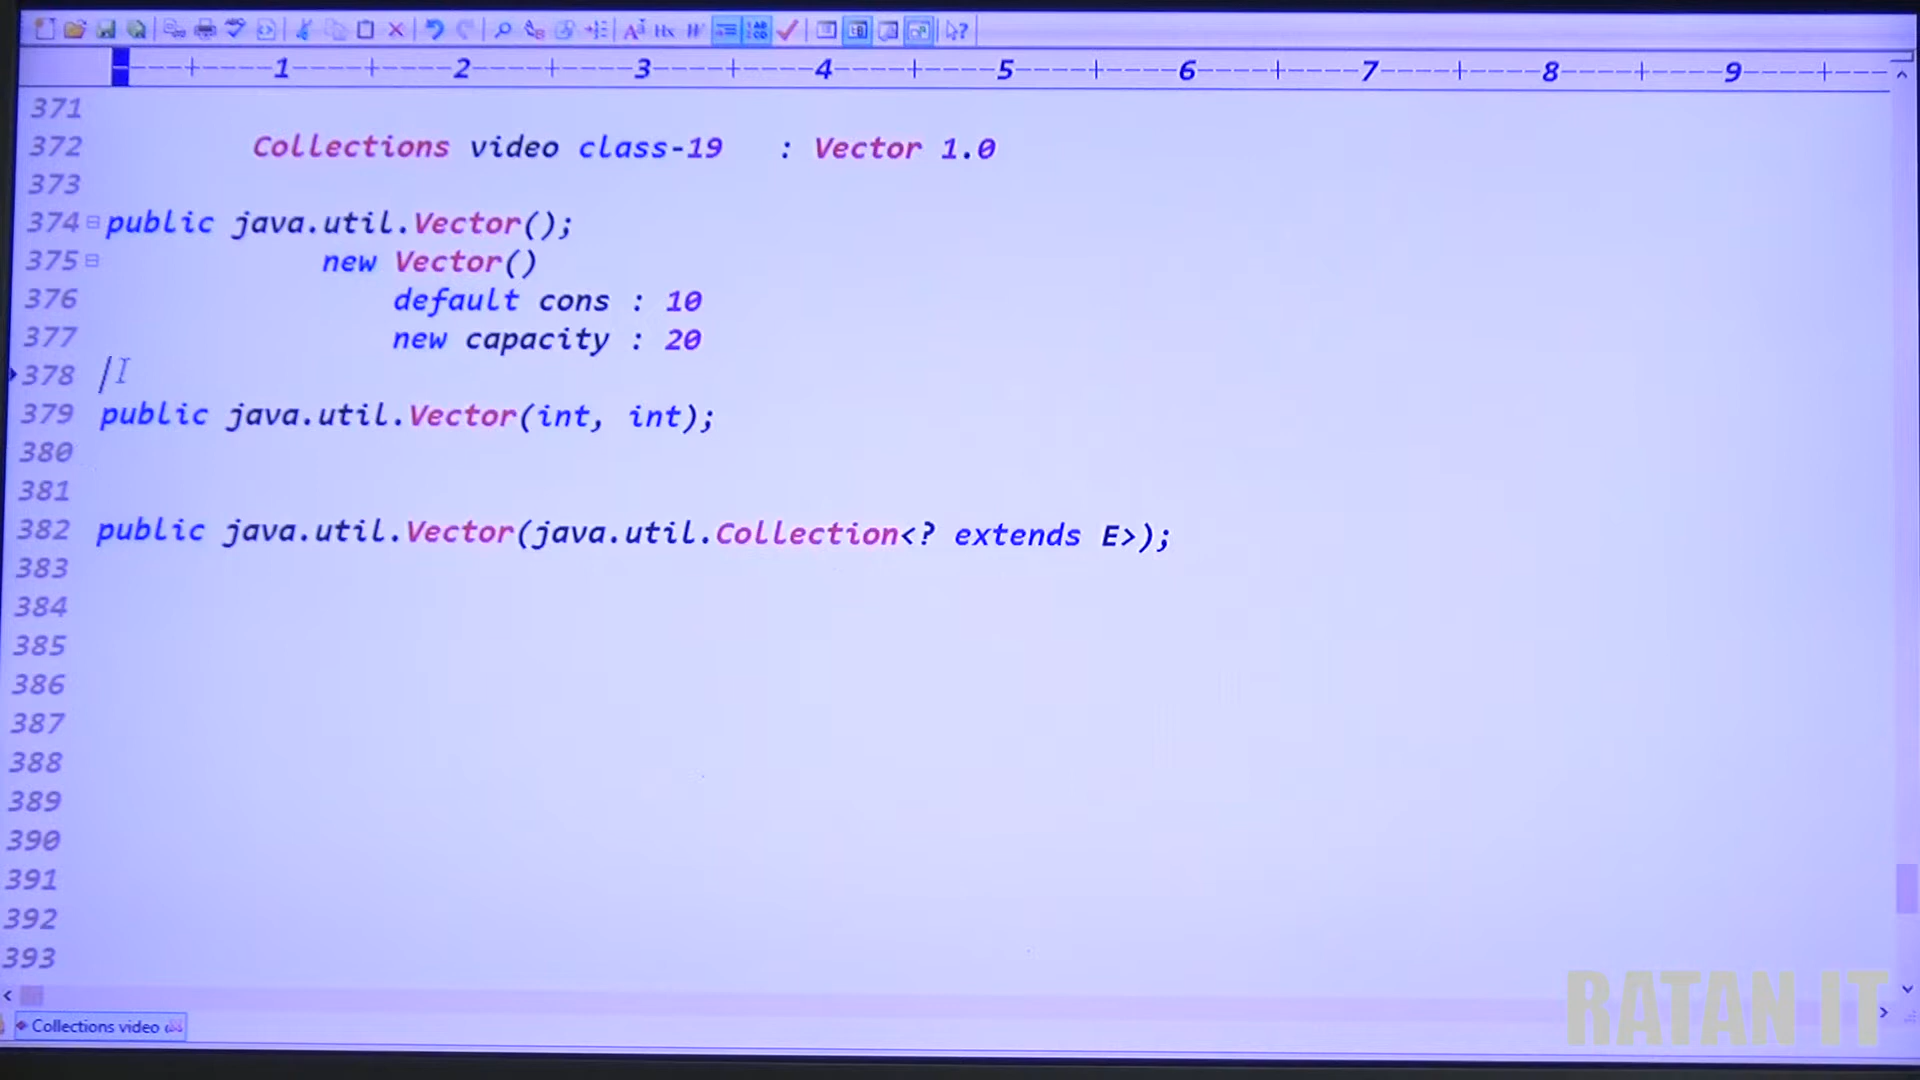 1 2 3 4 5 6 7 8 9
371
372 Collections video class-19 : Vector 1.0
373
374 public java.util.Vector();
375 new Vector()
376 default cons : 10
377 new capacity : 20
378
379 public java.util.Vector(int, int);
380
381
382 public java.util.Vector(java.util.Collection<? extends E>);
383
384
385
386
387
388
389
390
391
392
393
Collections video
RATAN IT